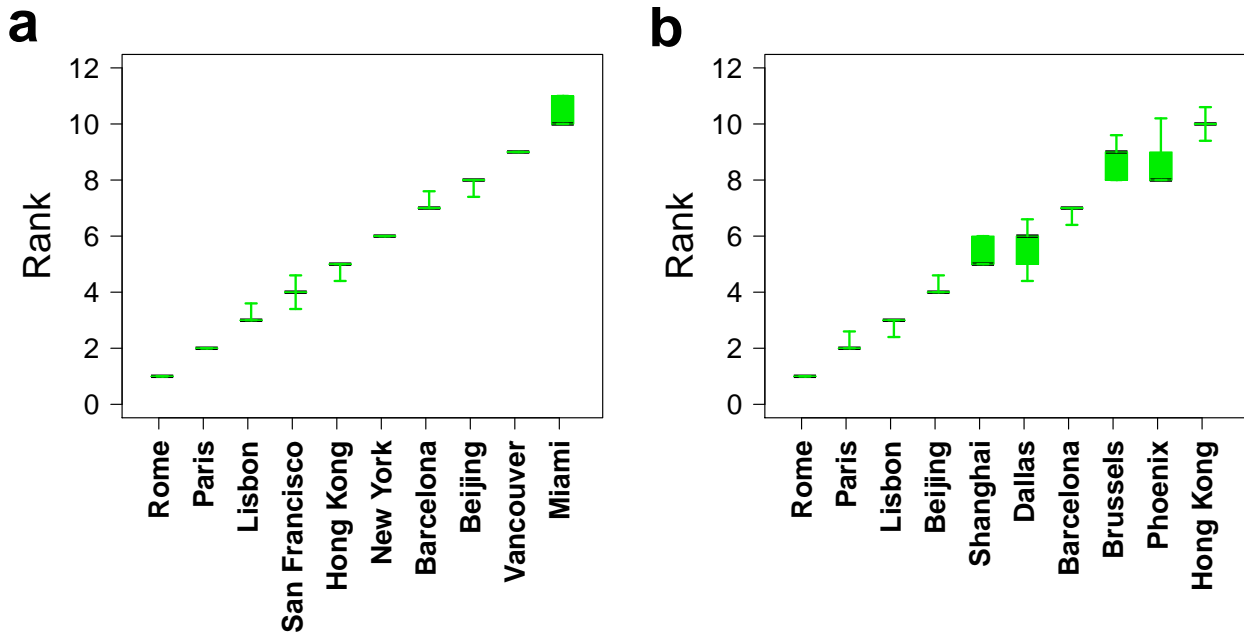 a
Rank
12
10
8
6
4
2
0
Rome
Paris
Lisbon
San Francisco
Hong Kong
New York
Barcelona
Beijing
Vancouver
Miami
b
Rank
12
10
8
6
4
2
0
Rome
Paris
Lisbon
Beijing
Shanghai
Dallas
Barcelona
Brussels
Phoenix
Hong Kong